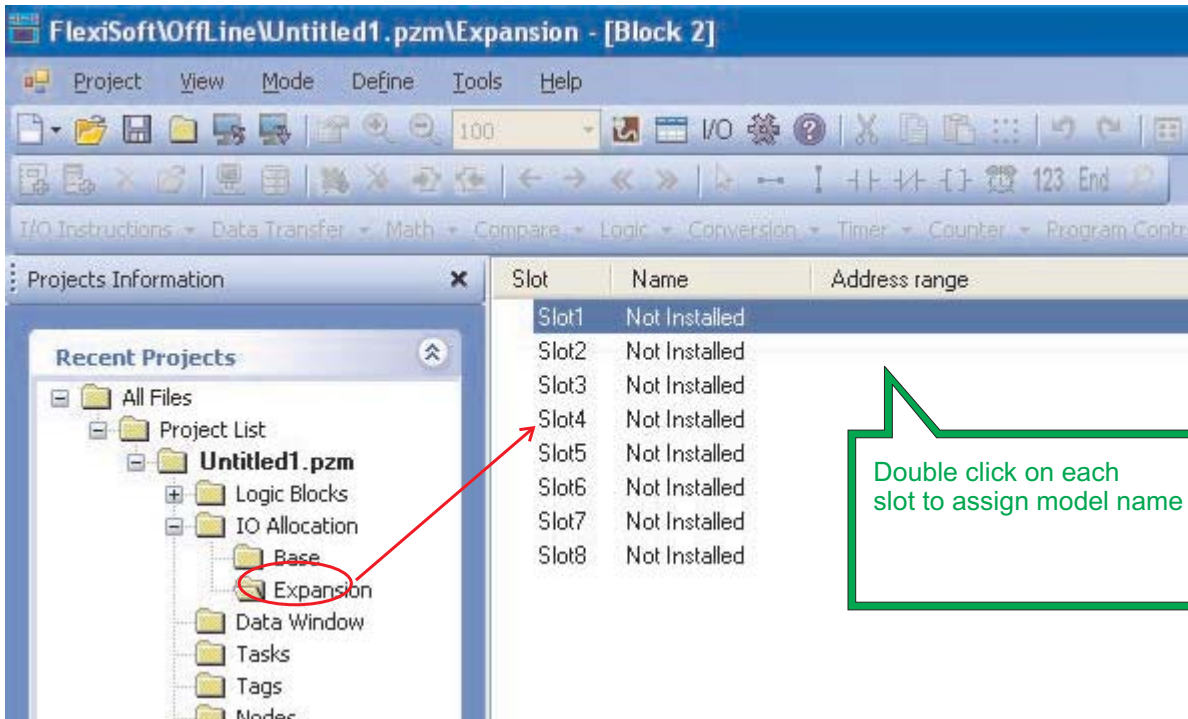 FlexiSoft\OffLine\Untitled1.pzm\Expansion - [Block 2]
Project View Mode Define Tools Help
100 I/O
123 End
I/O Instructions Data Transfer Math Compare Logic Conversion Timer Counter Program Contr
Projects Information
Slot Name Address range
Recent Projects
All Files
Project List
Untitled1.pzm
Logic Blocks
IO Allocation
Base
Expansion
Data Window
Tasks
Tags
Nodes
Slot1 Not Installed
Slot2 Not Installed
Slot3 Not Installed
Slot4 Not Installed
Slot5 Not Installed
Slot6 Not Installed
Slot7 Not Installed
Slot8 Not Installed
Double click on each
slot to assign model name